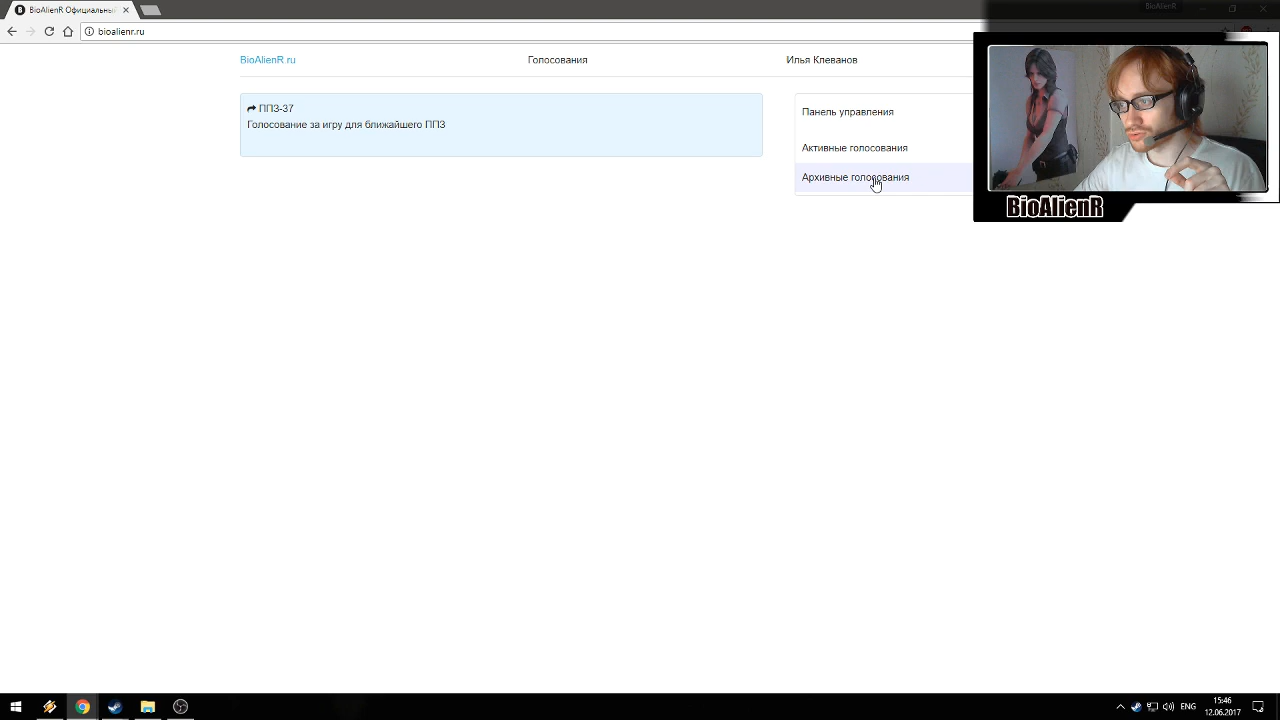 BioAlienR Официальный
BioAlienR
bioalienr.ru
BioAlienR.ru
Голосования
Илья Клеванов
ППЗ-37
Голосование за игру для ближайшего ППЗ
Панель управления
Активные голосования
Архивные голосования
BioAlienR
15:46
ENG
12.06.2017